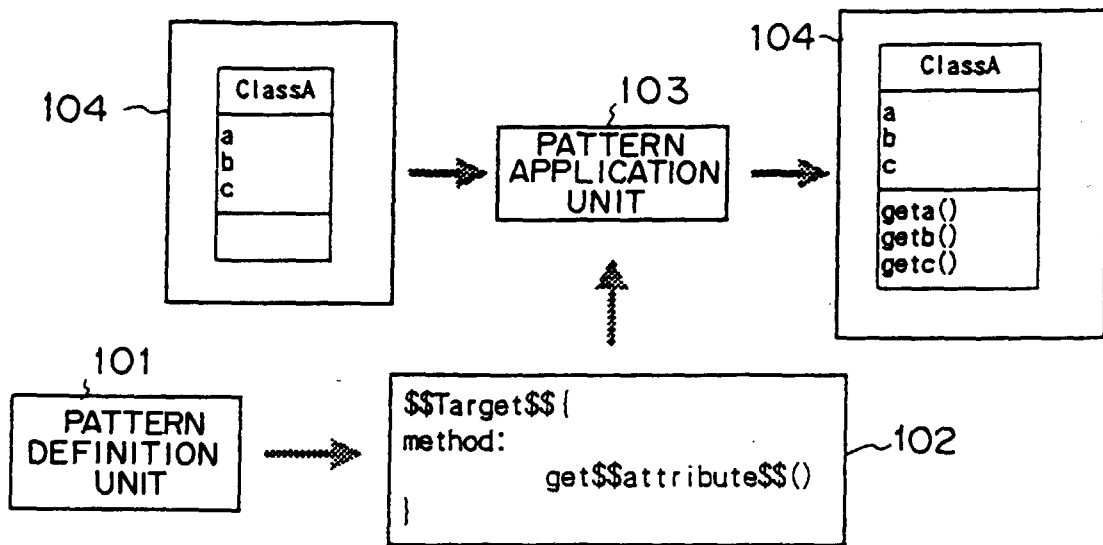 104
ClassA
a
b
c
103
PATTERN
APPLICATION
UNIT
104
ClassA
a
b
c
geta()
getb()
getc()
101
PATTERN
DEFINITION
UNIT
$$Target$$ {
method:
get$$attribute$$()
}
102